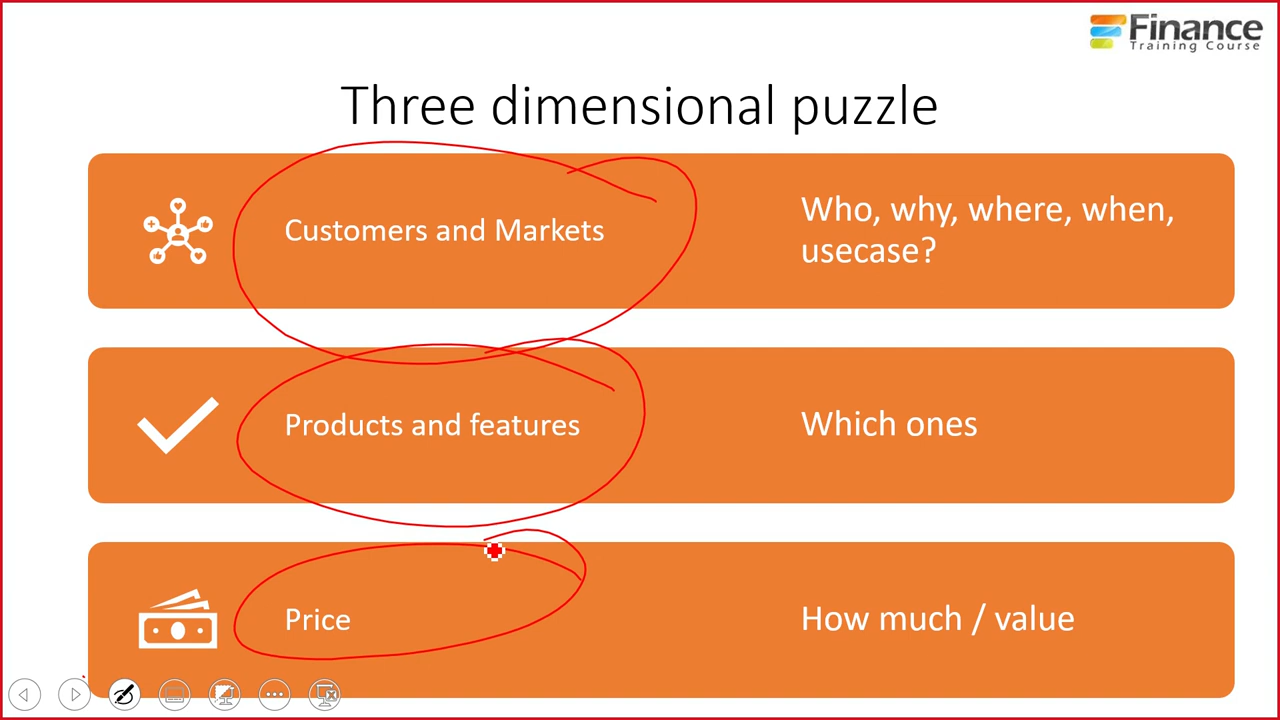 Finance
Training Course
Three dimensional puzzle
Customers and Markets
Who, why, where, when,
usecase?
Products and features
Which ones
Price
How much / value